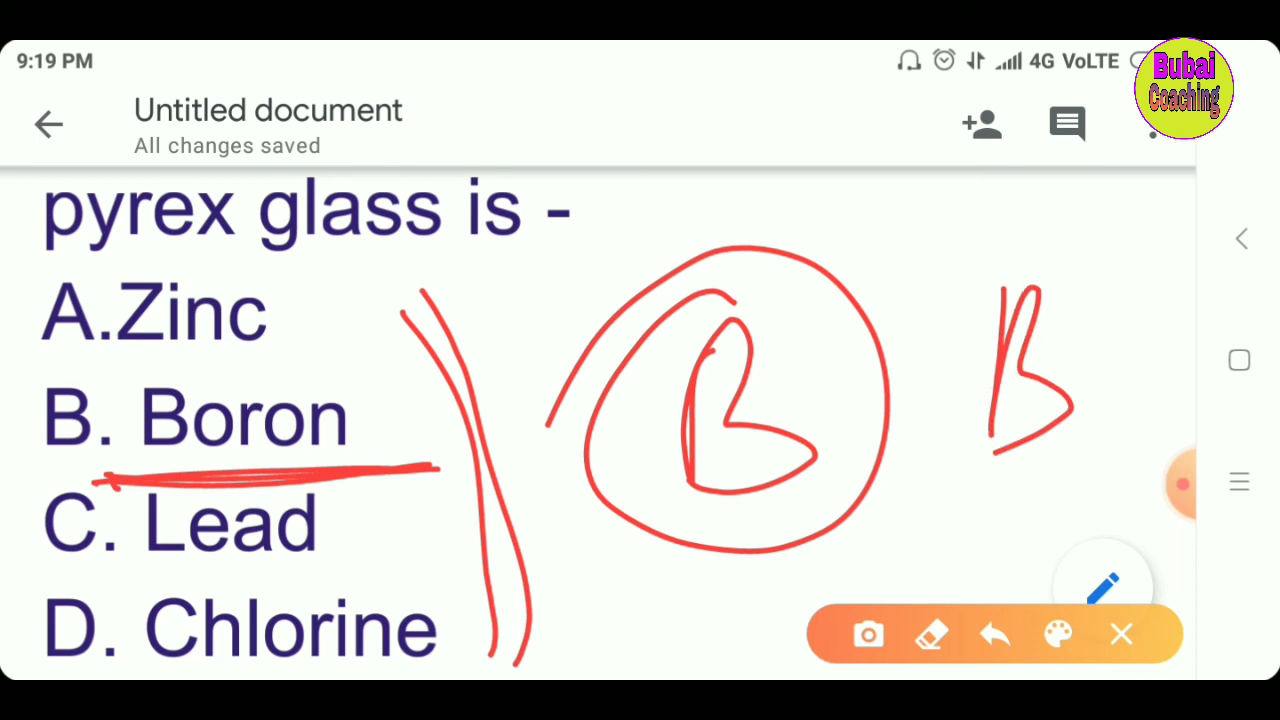 9:19 PM
4G VoLTE
Bubai
Coaching
Untitled document
All changes saved
pyrex glass is -
A.Zinc
B. Boron
C. Lead
D. Chlorine
B
B